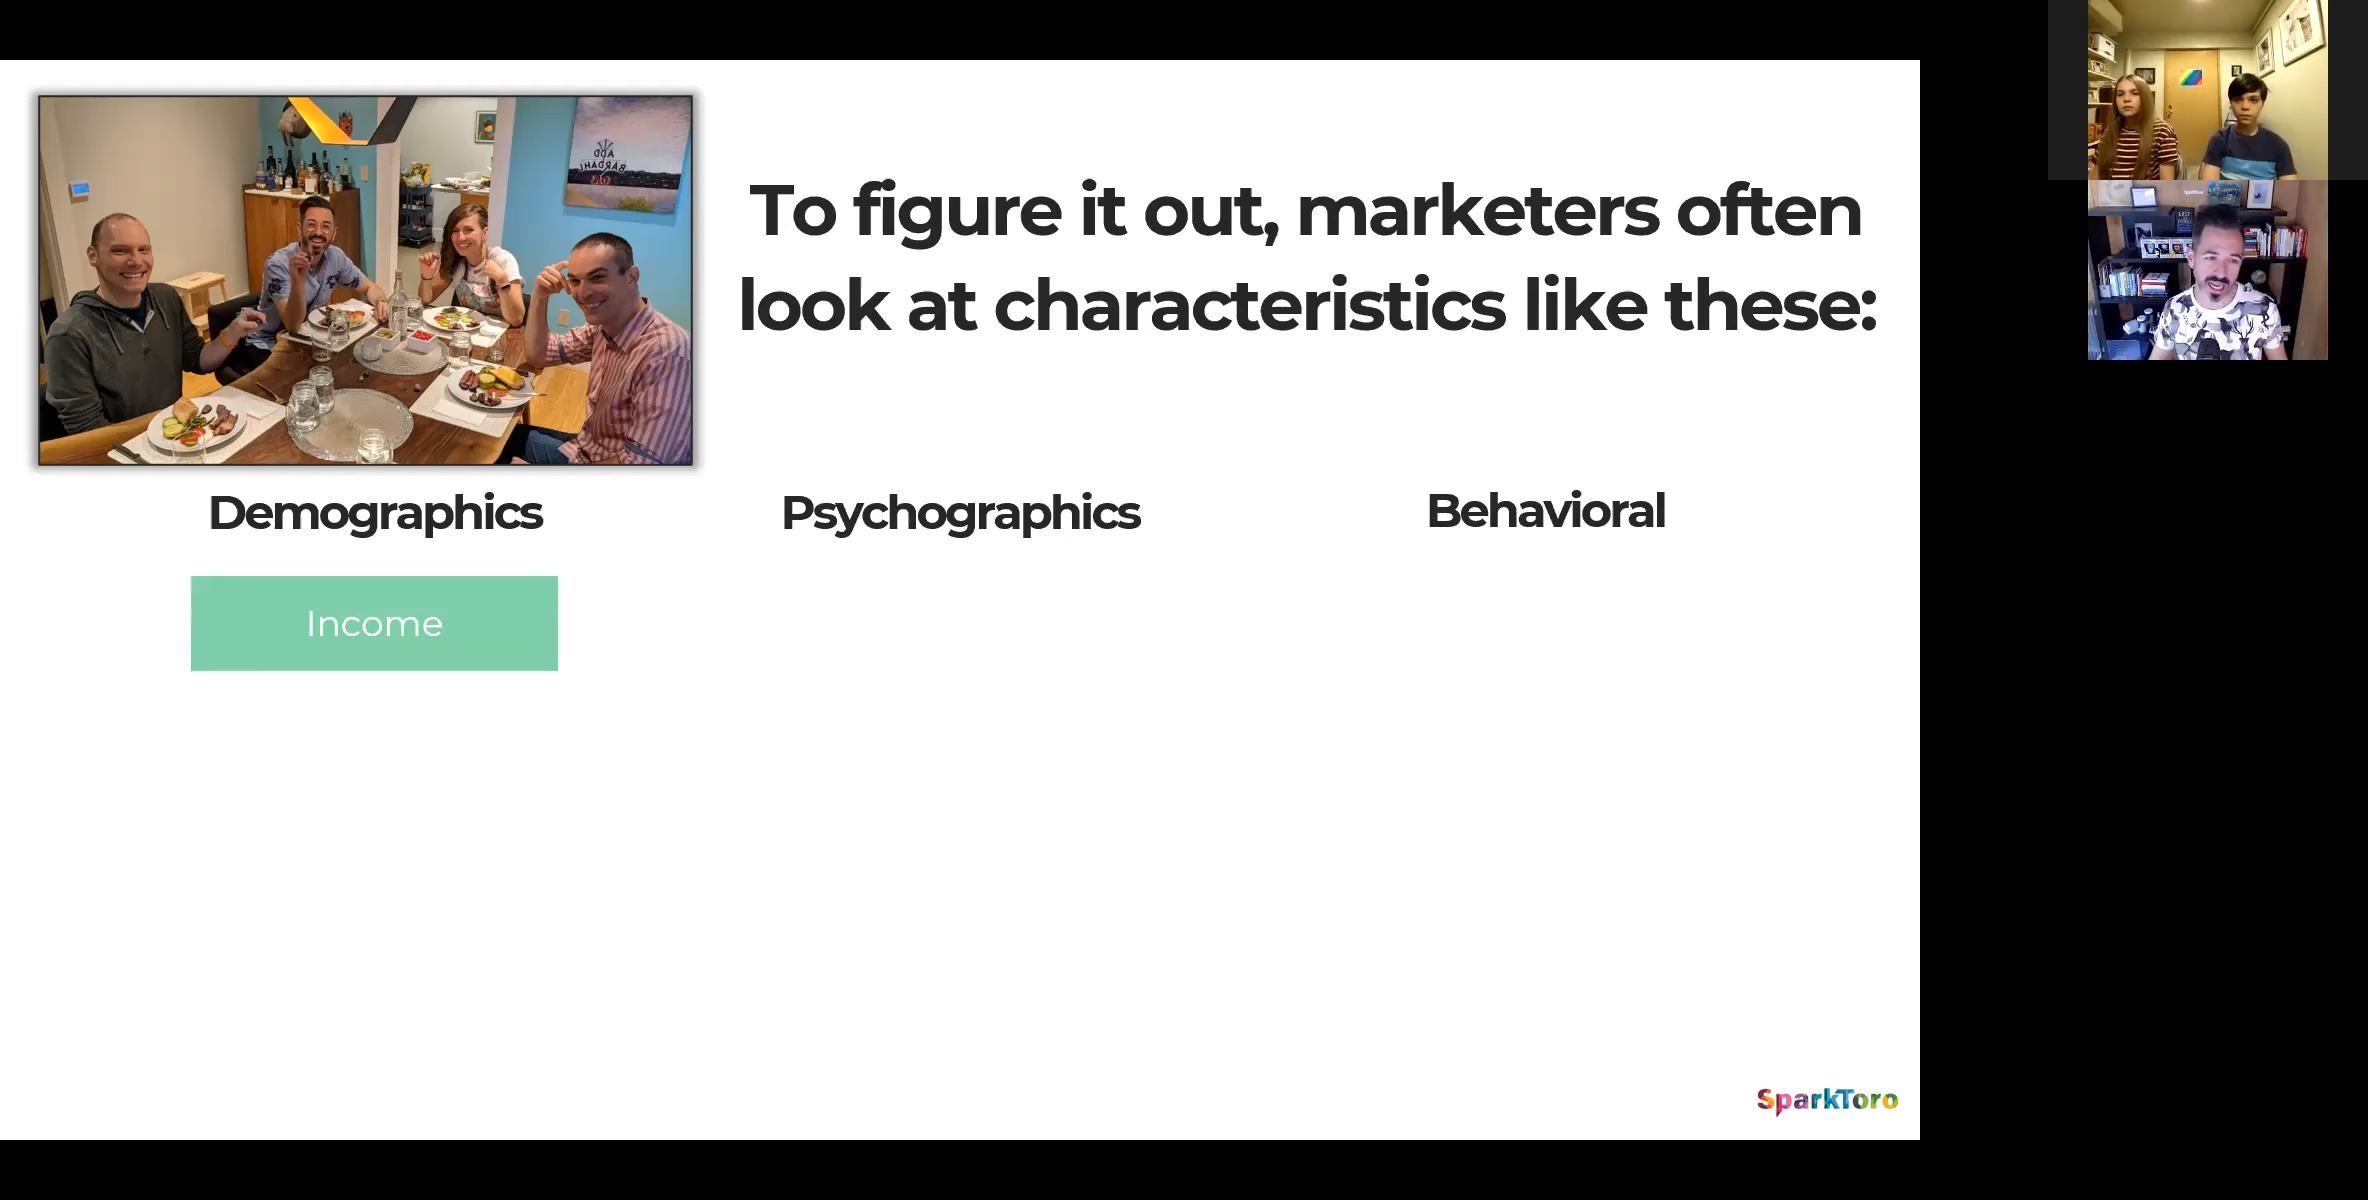 To figure it out, marketers often
look at characteristics like these:
Demographics
Psychographics
Behavioral
Income
SparkToro